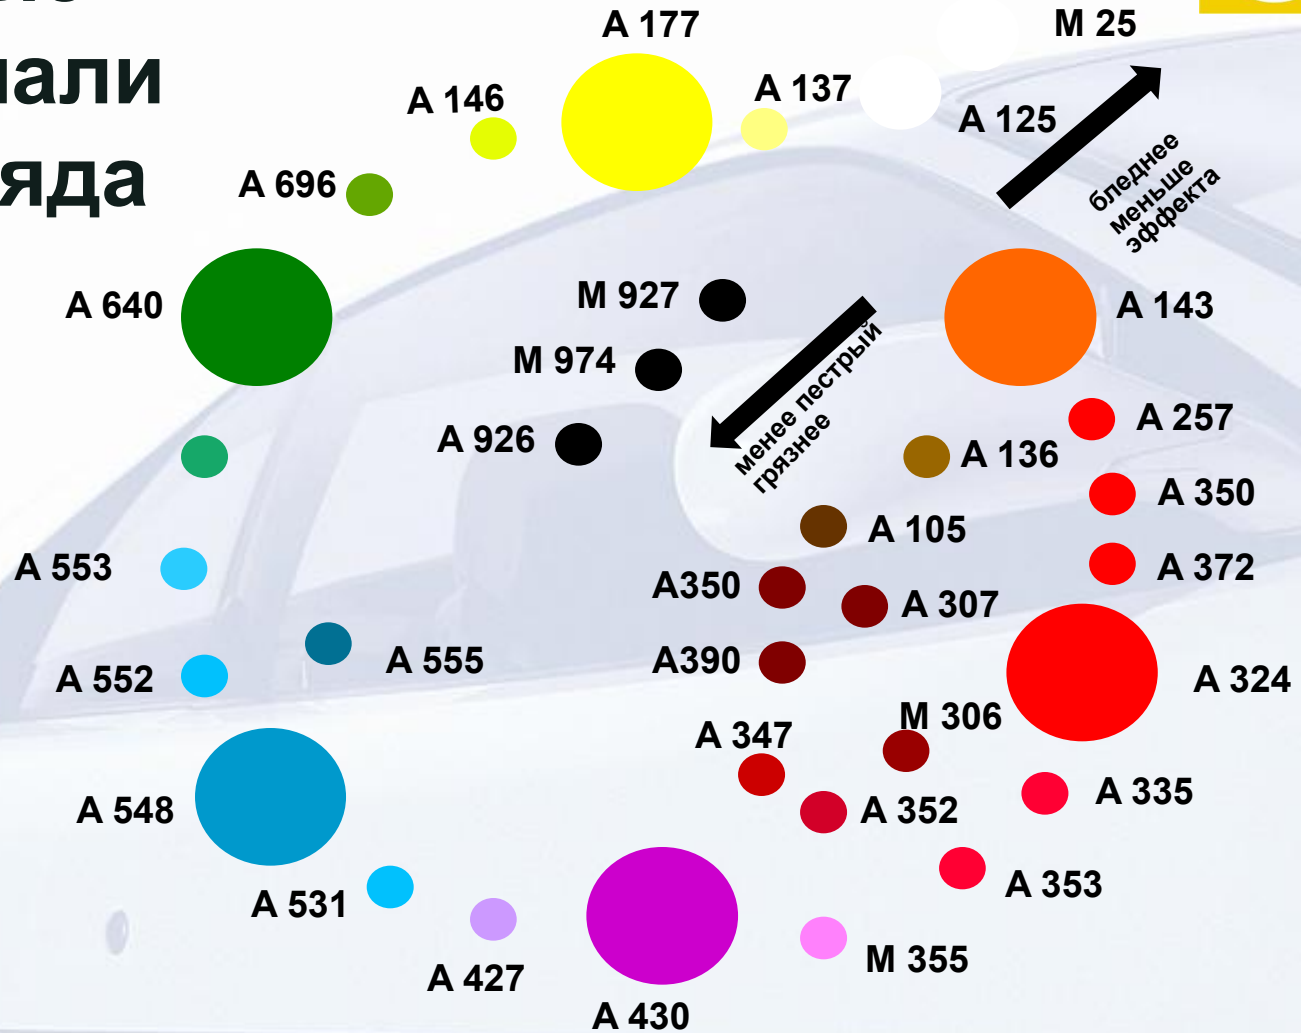 яда
А 177
М 25
А 146
А 137
А 125
бледнее
меньше
эффекта
А 696
А 640
М 927
А 143
М 974
менее пестрый
грязнее
А 926
А 257
А 136
А 350
А 105
А 553
А350
А 372
А 307
А 555
А390
А 552
А 324
М 306
А 347
А 548
А 352
А 335
А 531
А 353
А 427
М 355
А 430